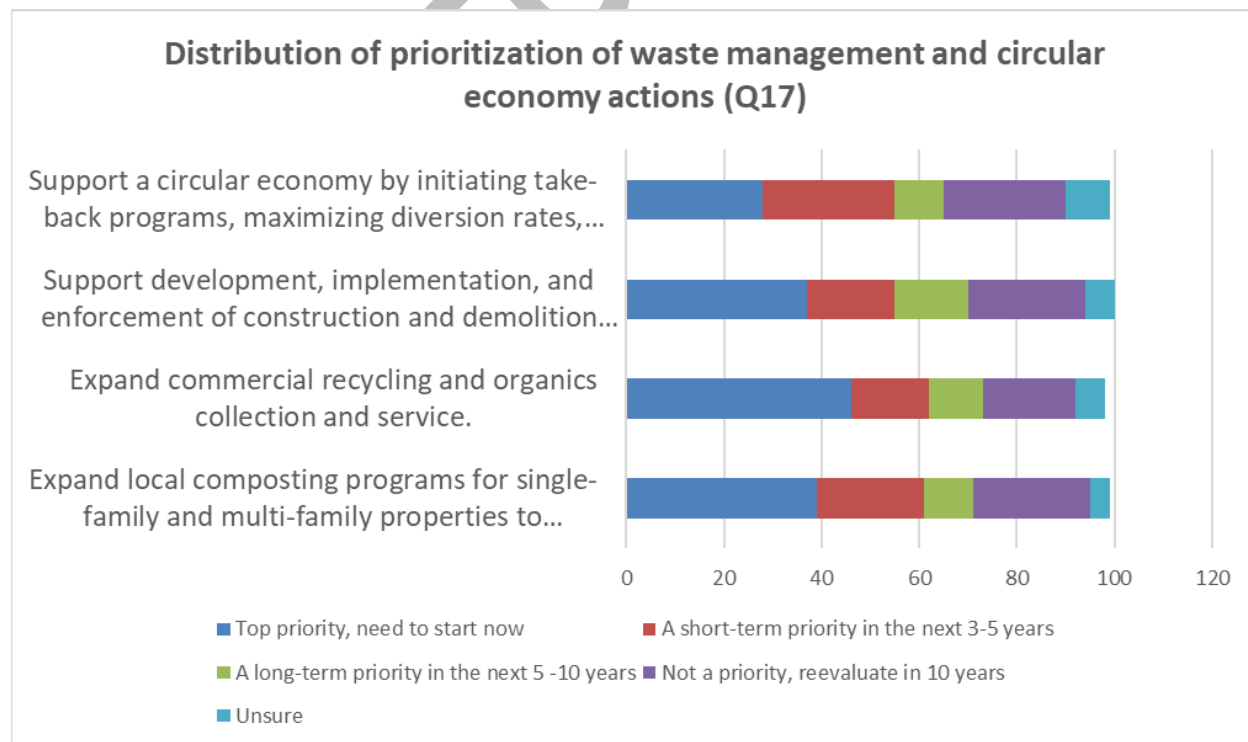 Distribution of prioritization of waste management and circular
economy actions (Q17)
Support a circular economy by initiating take-
back programs, maximizing diversion rates,...
Support development, implementation, and
enforcement of construction and demolition...
Expand commercial recycling and organics
collection and service.
Expand local composting programs for single-
family and multi-family properties to...
0 20 40 60 80 100 120
Top priority, need to start now
A short-term priority in the next 3-5 years
A long-term priority in the next 5 -10 years
Not a priority, reevaluate in 10 years
Unsure